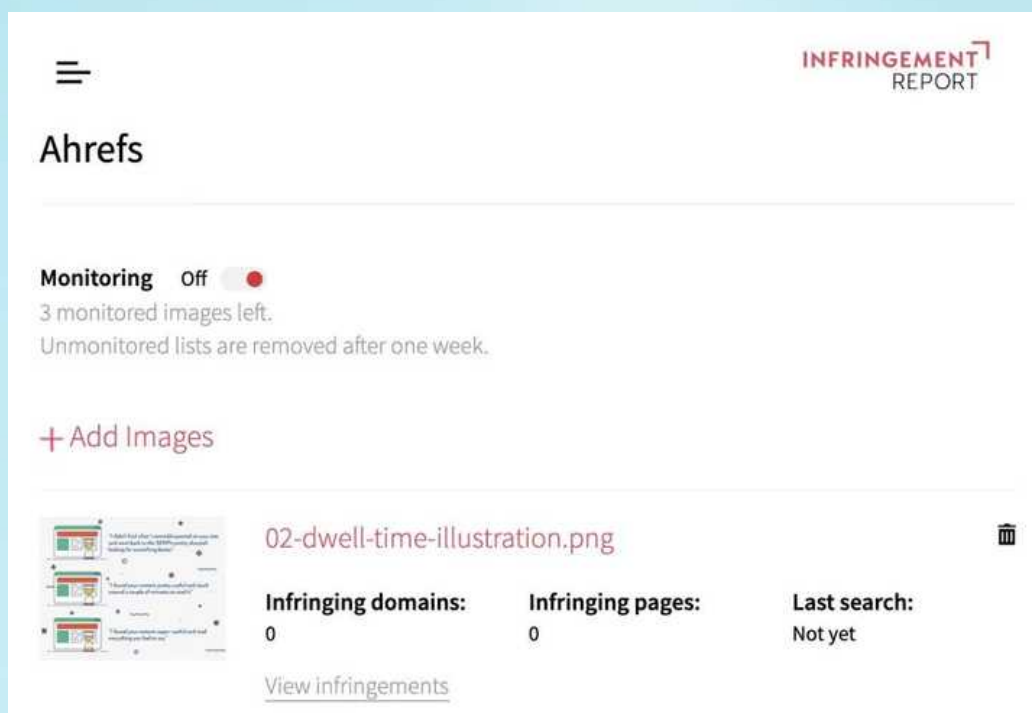 INFRINGEMENT
REPORT
Ahrefs
Monitoring Off
3 monitored images left.
Unmonitored lists are removed after one week.
+ Add Images
02-dwell-time-illustration.png
Infringing domains: Infringing pages: Last search:
0 0 Not yet
View infringements